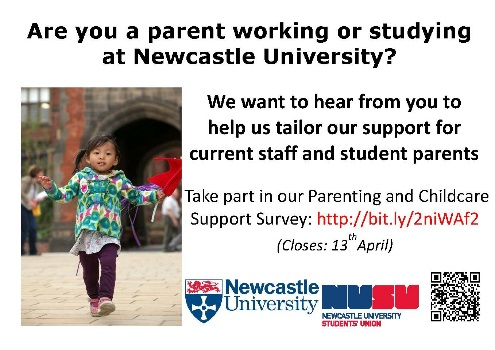 Are you a parent working or studying
at Newcastle University?
We want to hear from you to
help us tailor our support for
current staff and student parents
Take part in our Parenting and Childcare
Support Survey: http://bit.ly/2niWAf2
(Closes: 13th April)
Newcastle
University
NUSU
NEWCASTLE UNIVERSITY
STUDENTS' UNION